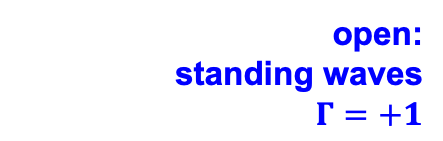 open:
standing waves
Γ = +1